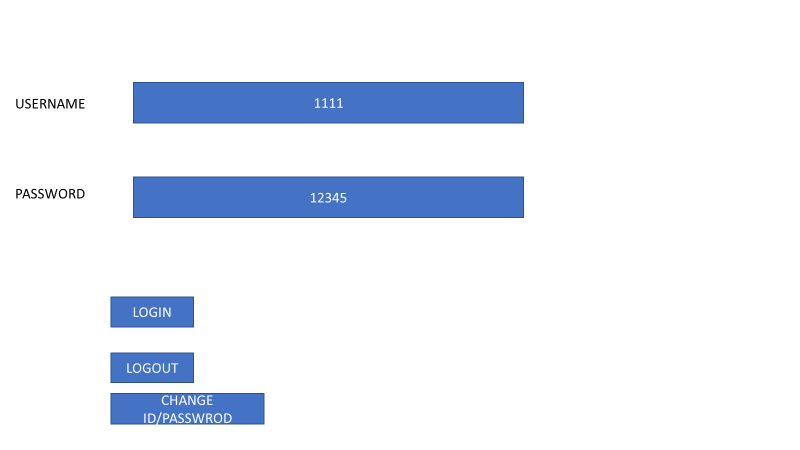 USERNAME
1111
PASSWORD
12345
LOGIN
LOGOUT
CHANGE
ID/PASSWROD